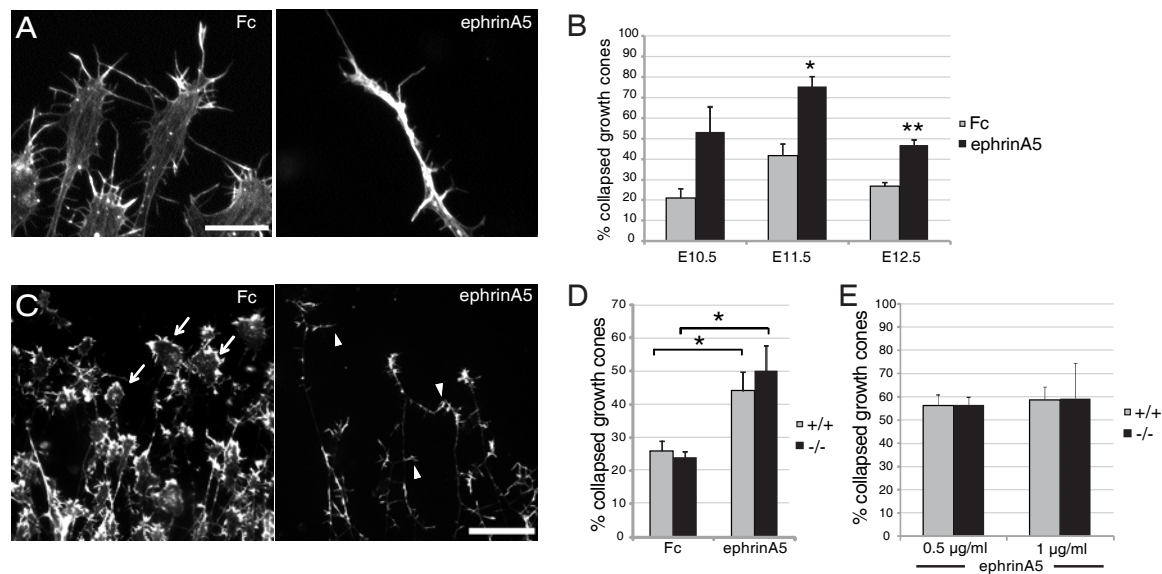 A
Fc
ephrinA5
B
% collapsed growth cones
100
90
80
70
60
50
40
30
20
10
0
*
**
E10.5
E11.5
E12.5
Fc
ephrinA5
C
Fc
ephrinA5
D
% collapsed growth cones
70
60
50
40
30
20
10
0
*
*
Fc
ephrinA5
+/+
-/-
E
% collapsed growth cones
100
90
80
70
60
50
40
30
20
10
0
0.5 µg/ml
1 µg/ml
ephrinA5
+/+
-/-